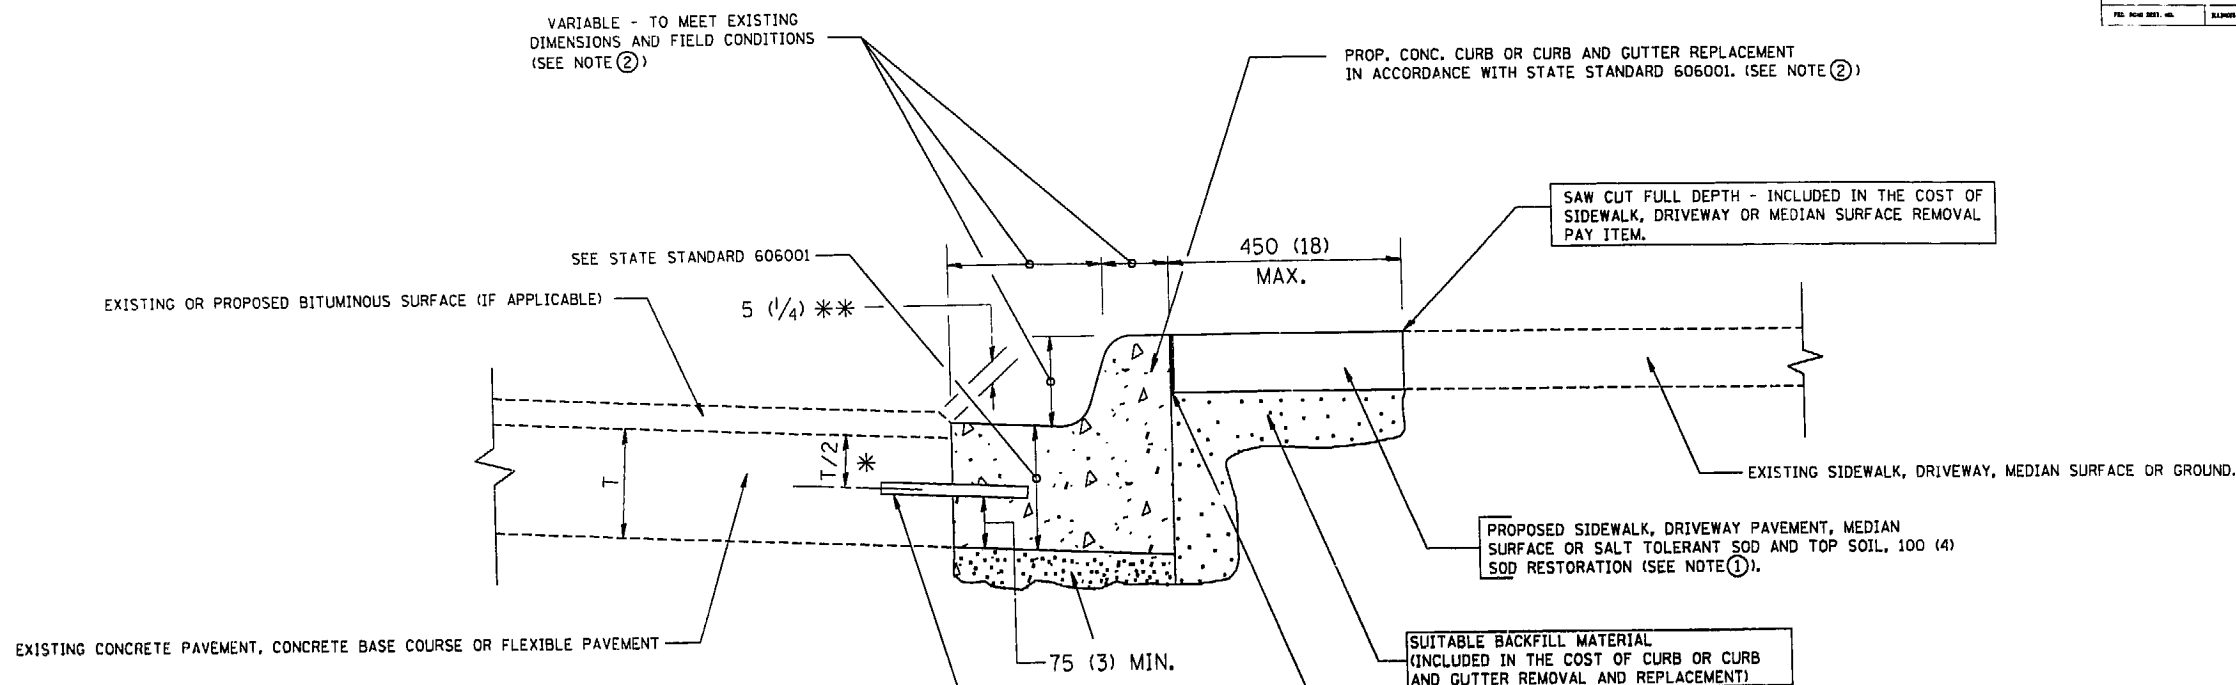 VARIABLE - TO MEET EXISTING
DIMENSIONS AND FIELD CONDITIONS
(SEE NOTE ②)
PROP. CONC. CURB OR CURB AND GUTTER REPLACEMENT
IN ACCORDANCE WITH STATE STANDARD 606001. (SEE NOTE ②)
SAW CUT FULL DEPTH - INCLUDED IN THE COST OF
SIDEWALK, DRIVEWAY OR MEDIAN SURFACE REMOVAL
PAY ITEM.
450 (18)
MAX.
SEE STATE STANDARD 606001
EXISTING OR PROPOSED BITUMINOUS SURFACE (IF APPLICABLE)
5 (1/4) **
T
T/2 *
EXISTING SIDEWALK, DRIVEWAY, MEDIAN SURFACE OR GROUND.
PROPOSED SIDEWALK, DRIVEWAY PAVEMENT, MEDIAN
SURFACE OR SALT TOLERANT SOD AND TOP SOIL, 100 (4)
SOD RESTORATION (SEE NOTE ①).
EXISTING CONCRETE PAVEMENT, CONCRETE BASE COURSE OR FLEXIBLE PAVEMENT
75 (3) MIN.
SUITABLE BACKFILL MATERIAL
(INCLUDED IN THE COST OF CURB OR CURB
AND GUTTER REMOVAL AND REPLACEMENT)